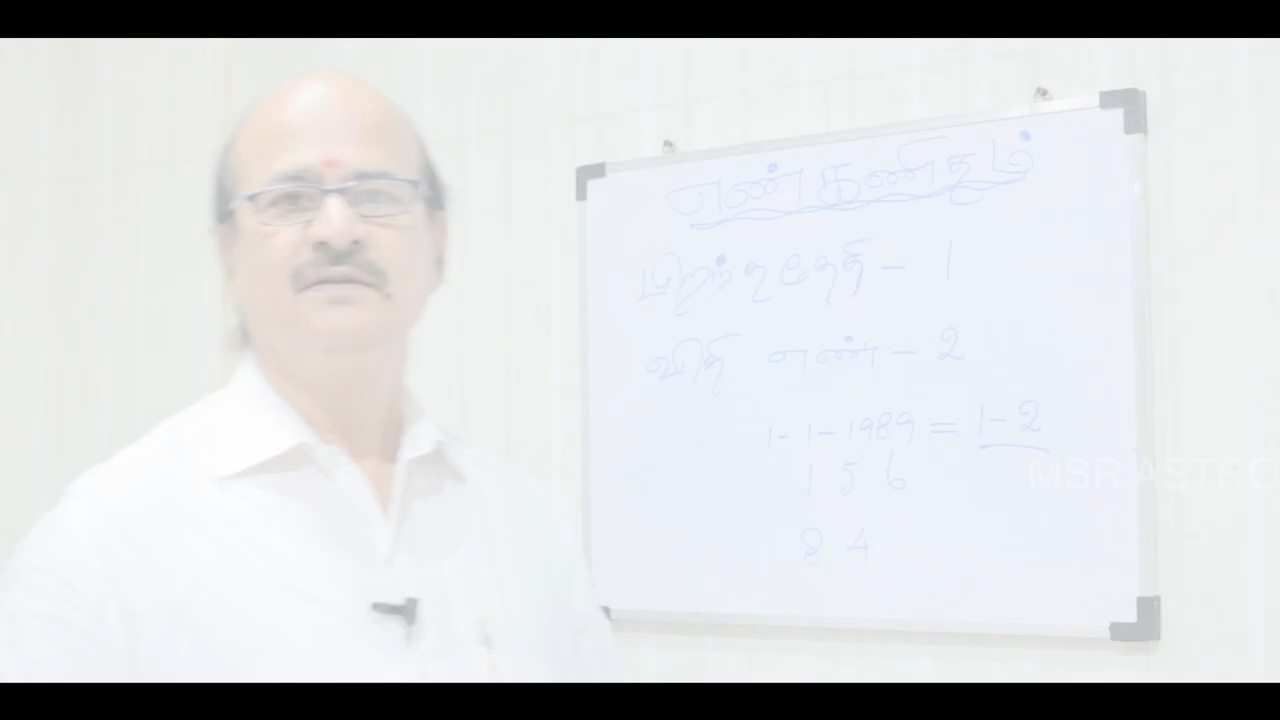 எண் கணிதம்
பிறந்த தேதி - 1
விதி எண் - 2
1-1-1989 = 1-2
1 5 6
8 4
MSR ASTRO